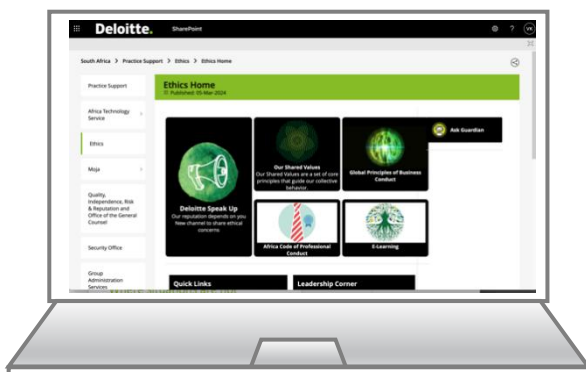 Deloitte.
SharePoint
?
VR
South Africa > Practice Support > Ethics > Ethics Home
Practice Support
Africa Technology
Service
Ethics
Moja
Quality,
Independence, Risk
& Reputation and
Office of the General
Counsel
Security Office
Group
Administration
Services
Ethics Home
Published: 05-Mar-2024
Deloitte Speak Up
Our reputation depends on you
New channel to share ethical
concerns.
Our Shared Values
Our Shared Values are a set of core
principles that guide our collective
behavior.
Global Principles of Business
Conduct
Ask Guardian
Africa Code of Professional
Conduct
E-Learning
Quick Links
Leadership Corner